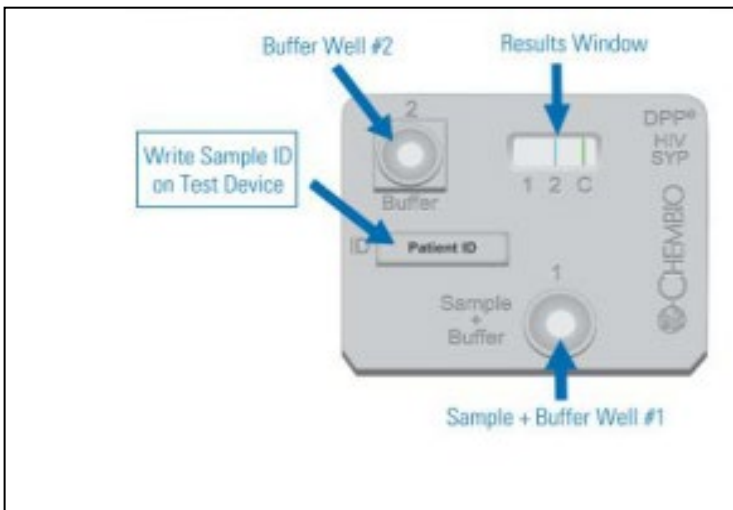 Buffer Well #2
Results Window
2
DPP®
HIV
SYP
Write Sample ID
on Test Device
1 2 C
Buffer
ID
Patient ID
CHEMBIO
1
Sample
+
Buffer
Sample + Buffer Well #1